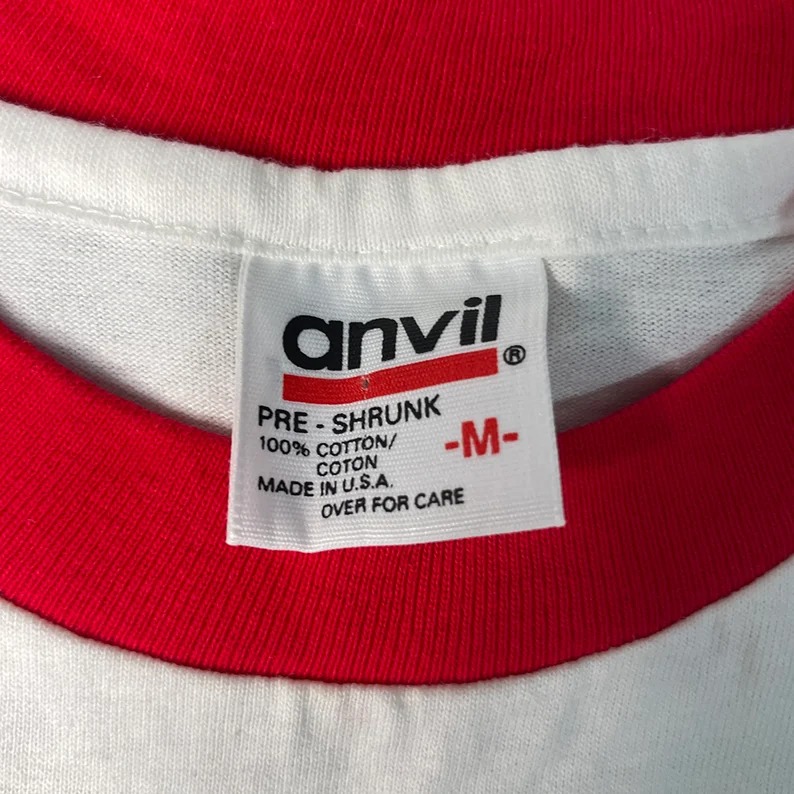 anvil®
PRE - SHRUNK
100% COTTON/
COTON
-M-
MADE IN U.S.A.
OVER FOR CARE